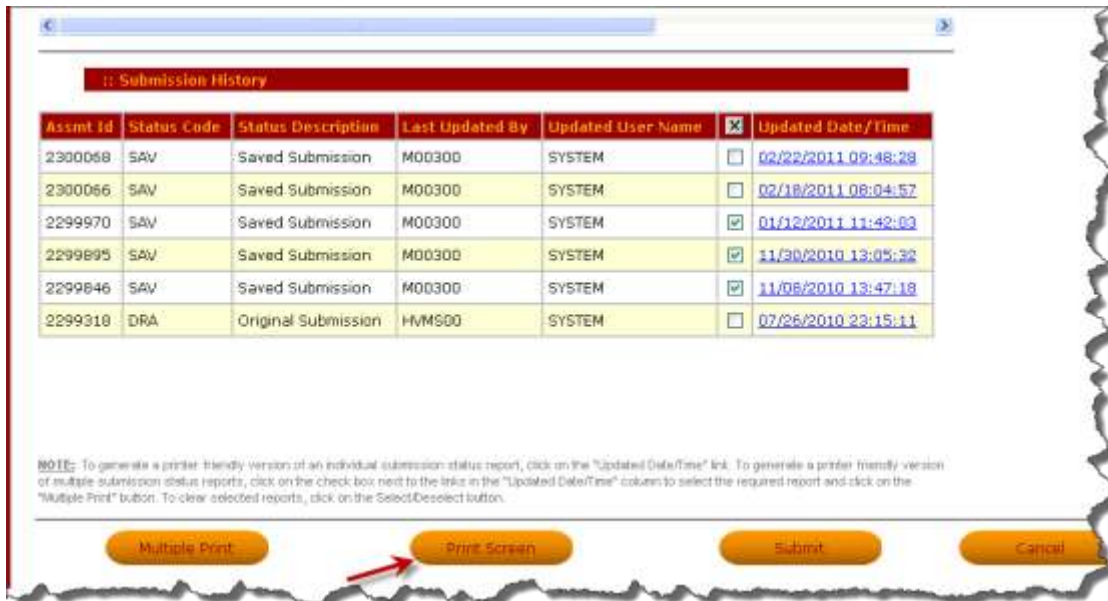 :: Submission History
Assmt Id Status Code Status Description Last Updated By Updated User Name X Updated Date/Time
2300068 SAV Saved Submission M00300 SYSTEM 02/22/2011 09:48:28
2300066 SAV Saved Submission M00300 SYSTEM 02/18/2011 08:04:57
2299970 SAV Saved Submission M00300 SYSTEM 01/12/2011 11:42:03
2299895 SAV Saved Submission M00300 SYSTEM 11/30/2010 13:05:32
2299846 SAV Saved Submission M00300 SYSTEM 11/08/2010 13:47:18
2299318 DRA Original Submission HVMS00 SYSTEM 07/26/2010 23:15:11
NOTE: To generate a printer friendly version of an individual submission status report, click on the "Updated Date/Time" link. To generate a printer friendly version
of multiple submission status reports, click on the check box next to the links in the "Updated Date/Time" column to select the required report and click on the
"Multiple Print" button. To clear selected reports, click on the Select/Deselect button.
Multiple Print Print Screen Submit Cancel